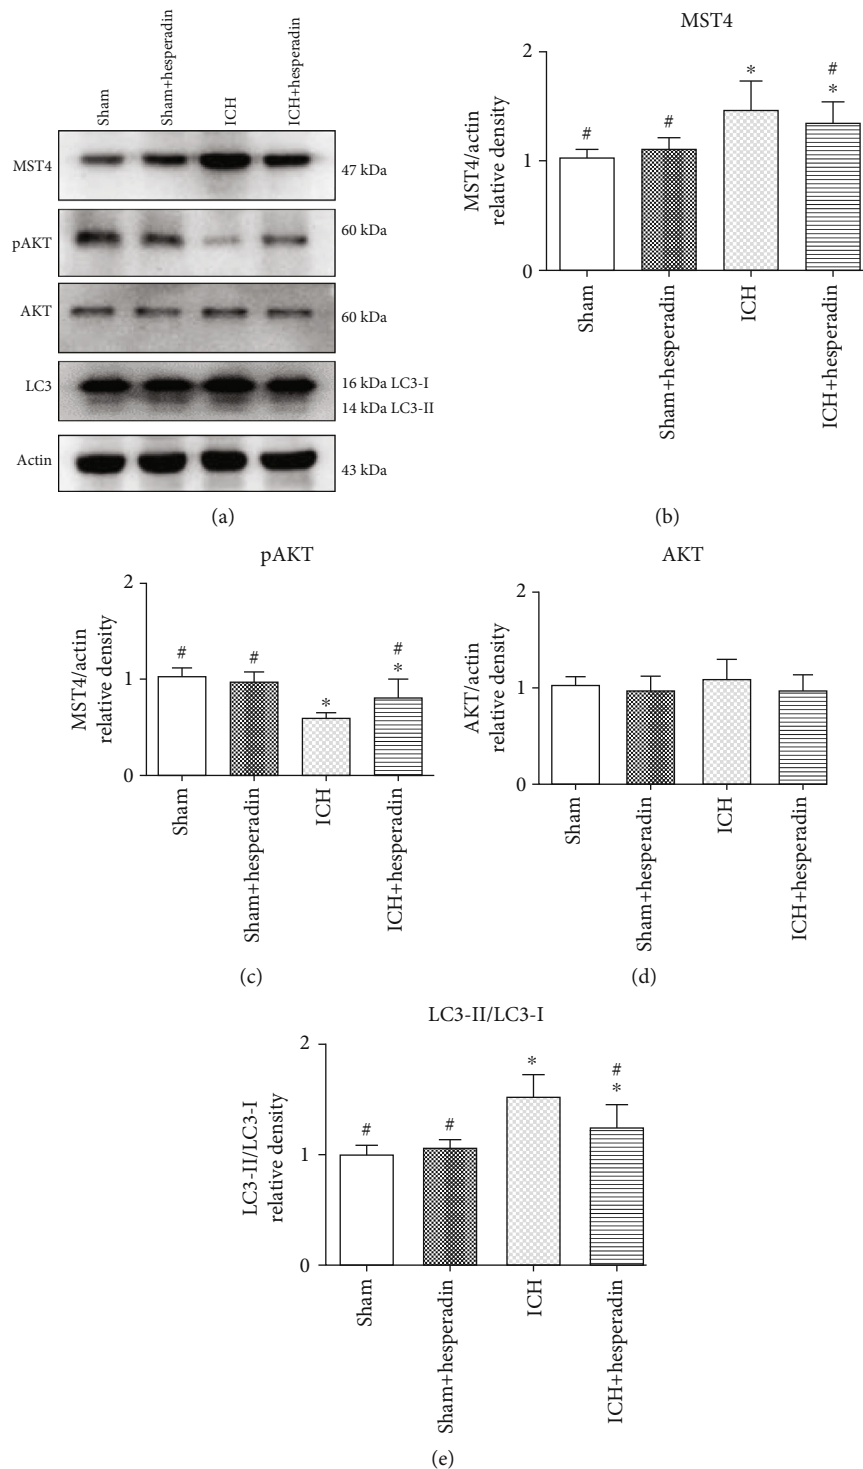 Sham
Sham+hesperadin
ICH
ICH+hesperadin
MST4
47 kDa
pAKT
60 kDa
AKT
60 kDa
LC3
16 kDa LC3-I
14 kDa LC3-II
Actin
43 kDa
(a)
MST4
MST4/actin
relative density
2
1
0
#
#
*
#
*
Sham
Sham+hesperadin
ICH
ICH+hesperadin
(b)
pAKT
MST4/actin
relative density
2
1
0
#
#
*
#
*
Sham
Sham+hesperadin
ICH
ICH+hesperadin
(c)
AKT
AKT/actin
relative density
2
1
0
Sham
Sham+hesperadin
ICH
ICH+hesperadin
(d)
LC3-II/LC3-I
LC3-II/LC3-I
relative density
2
1
0
#
#
*
#
*
Sham
Sham+hesperadin
ICH
ICH+hesperadin
(e)